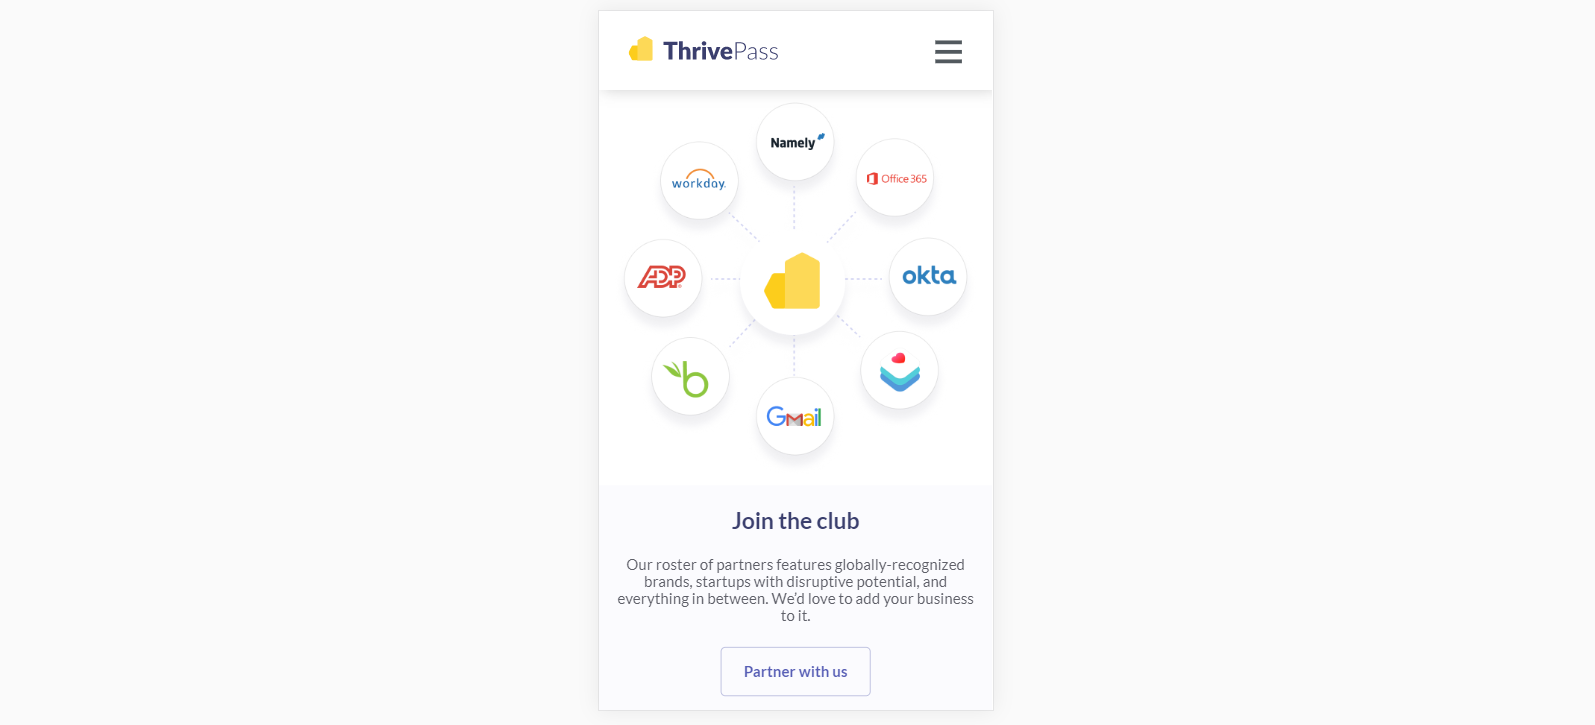 ThrivePass
Namely
workday.
Office 365
ADP
okta
b
Gmail
Join the club
Our roster of partners features globally-recognized
brands, startups with disruptive potential, and
everything in between. We’d love to add your business
to it.
Partner with us